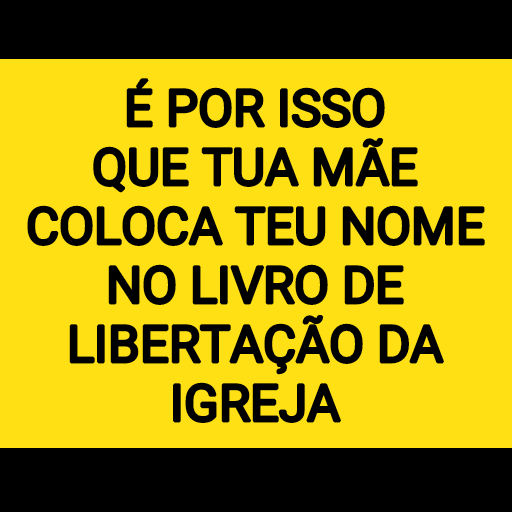 É POR ISSO
QUE TUA MÃE
COLOCA TEU NOME
NO LIVRO DE
LIBERTAÇÃO DA
IGREJA